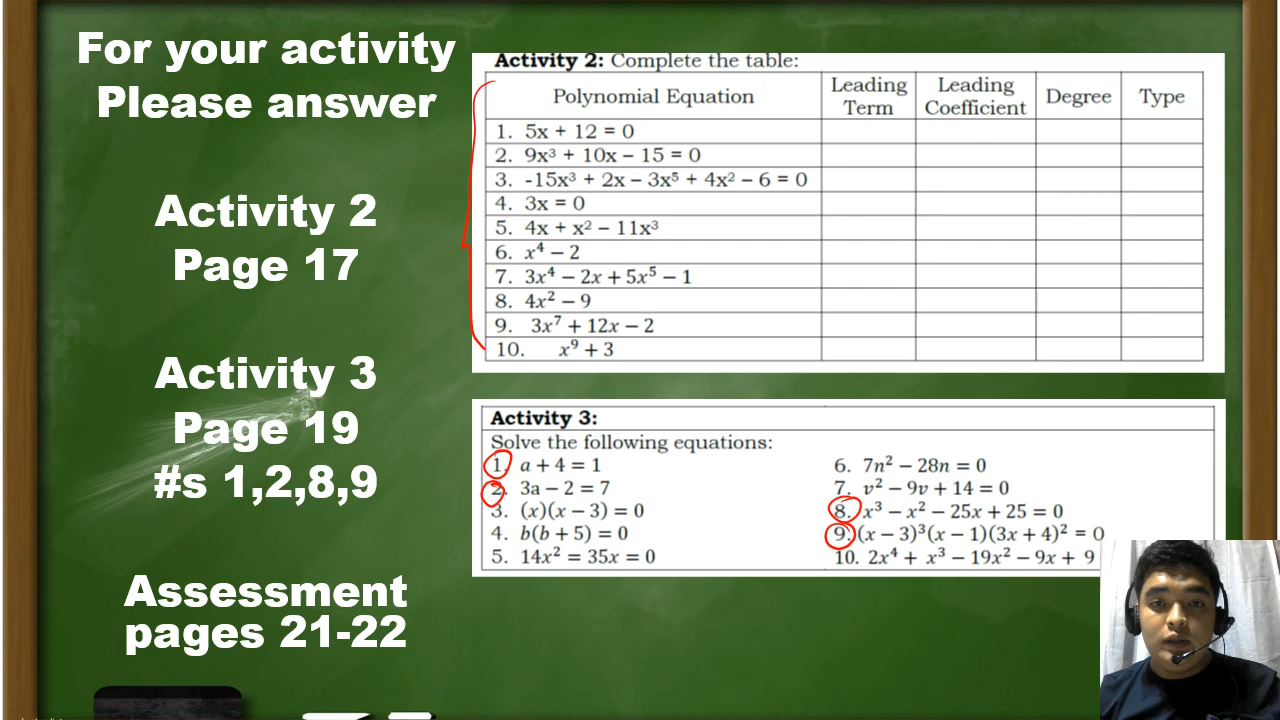 For your activity
Please answer
Activity 2
Page 17
Activity 3
Page 19
#s 1,2,8,9
Assessment
pages 21-22
Activity 2: Complete the table:
Polynomial Equation | Leading Term | Leading Coefficient | Degree | Type
1. 5x + 12 = 0
2. 9x³ + 10x – 15 = 0
3. -15x³ + 2x – 3x⁵ + 4x² – 6 = 0
4. 3x = 0
5. 4x + x² – 11x³
6. x⁴ − 2
7. 3x⁴ − 2x + 5x⁵ − 1
8. 4x² − 9
9. 3x⁷ + 12x − 2
10. x⁹ + 3
Activity 3:
Solve the following equations:
1. a + 4 = 1
2. 3a − 2 = 7
3. (x)(x − 3) = 0
4. b(b + 5) = 0
5. 14x² = 35x = 0
6. 7n² − 28n = 0
7. v² − 9v + 14 = 0
8. x³ − x² − 25x + 25 = 0
9. (x − 3)³(x − 1)(3x + 4)² = 0
10. 2x⁴ + x³ − 19x² − 9x + 9